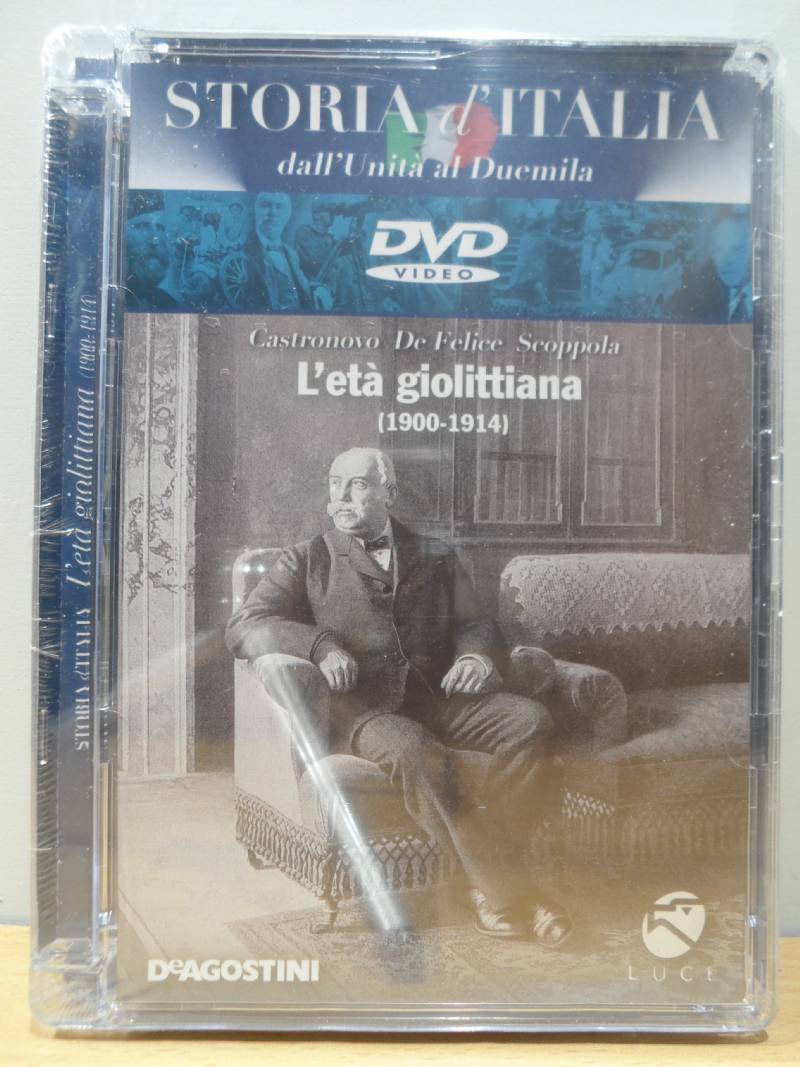 STORIA d'ITALIA
dall'Unità al Duemila
DVD
VIDEO
Castronovo De Felice Scoppola
L'età giolittiana
(1900-1914)
DeAGOSTINI
LUCE
STORIA d'ITALIA L'età giolittiana (1900-1914)